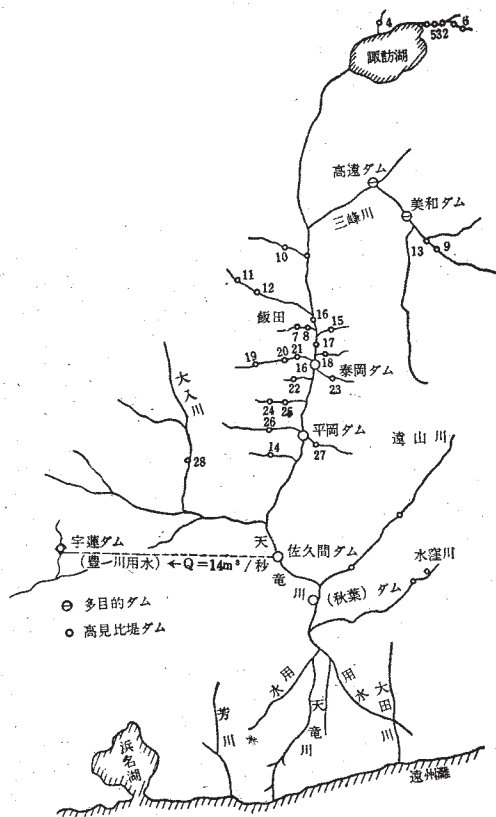 4
532
6
諏訪湖
高遠ダム
美和ダム
三峰川
13
9
10
11
12
飯田
16
15
7
8
17
19
20
21
16
18
泰岡ダム
22
23
大入川
24
25
26
平岡ダム
遠山川
14
27
28
宇蓮ダム
天竜川
佐久間ダム
水窪川
(豊一川用水)
←Q=14m³/秒
(秋葉)ダム
多目的ダム
高見比堤ダム
用水
用水
芳川
天竜川
大田川
浜名湖
遠州灘